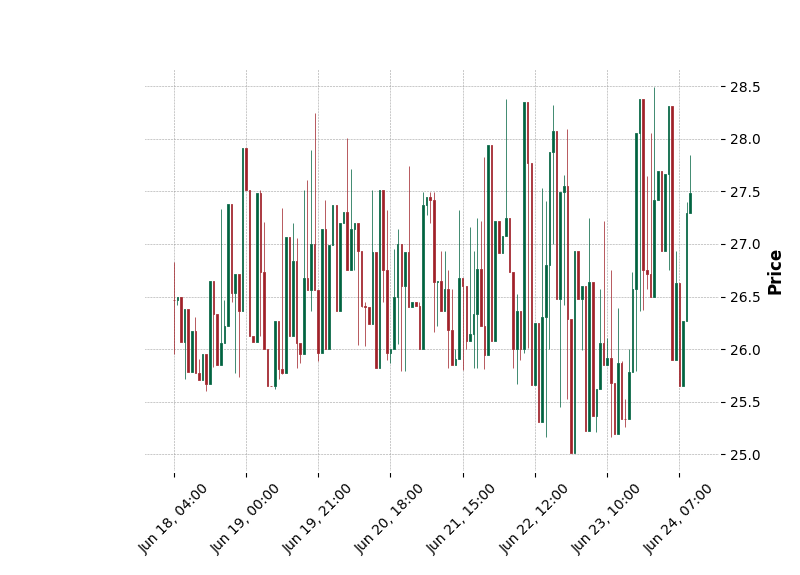 28.5
28.0
27.5
27.0
26.5
26.0
25.5
25.0
Price
Jun 18, 04:00
Jun 19, 00:00
Jun 19, 21:00
Jun 20, 18:00
Jun 21, 15:00
Jun 22, 12:00
Jun 23, 10:00
Jun 24, 07:00